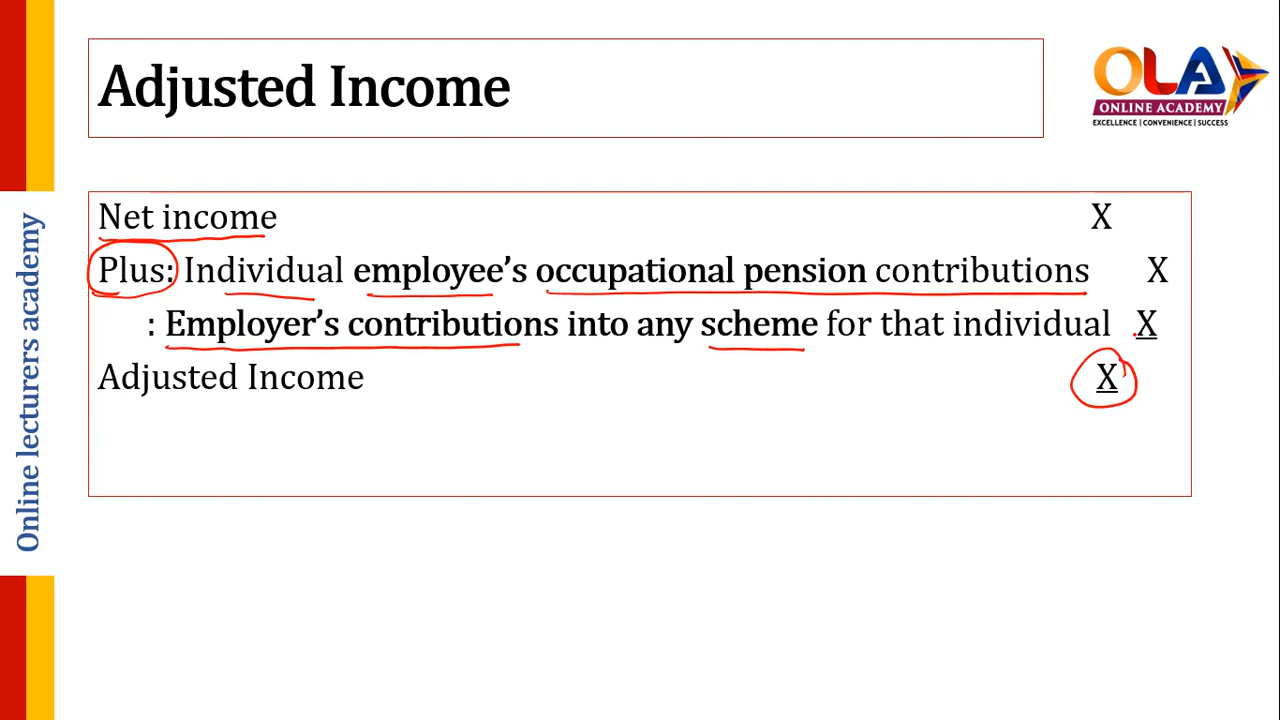 Adjusted Income
OLA
ONLINE ACADEMY
EXCELLENCE | CONVENIENCE | SUCCESS
Online lecturers academy
Net income X
Plus: Individual employee's occupational pension contributions X
: Employer's contributions into any scheme for that individual X
Adjusted Income X